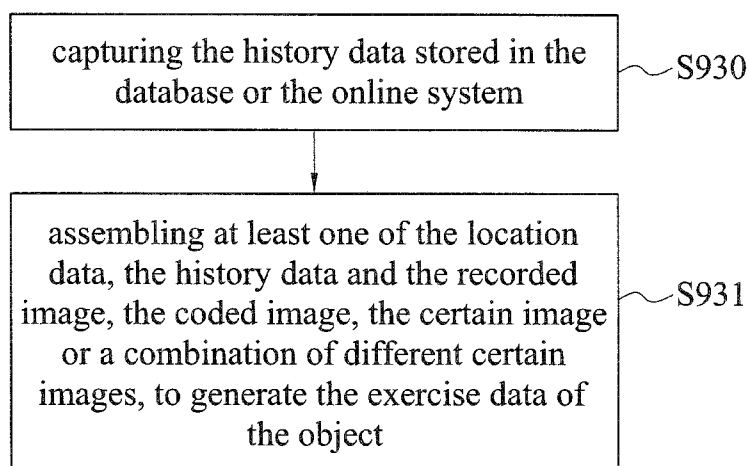 capturing the history data stored in the
database or the online system
S930
assembling at least one of the location
data, the history data and the recorded
image, the coded image, the certain image
or a combination of different certain
images, to generate the exercise data of
the object
S931